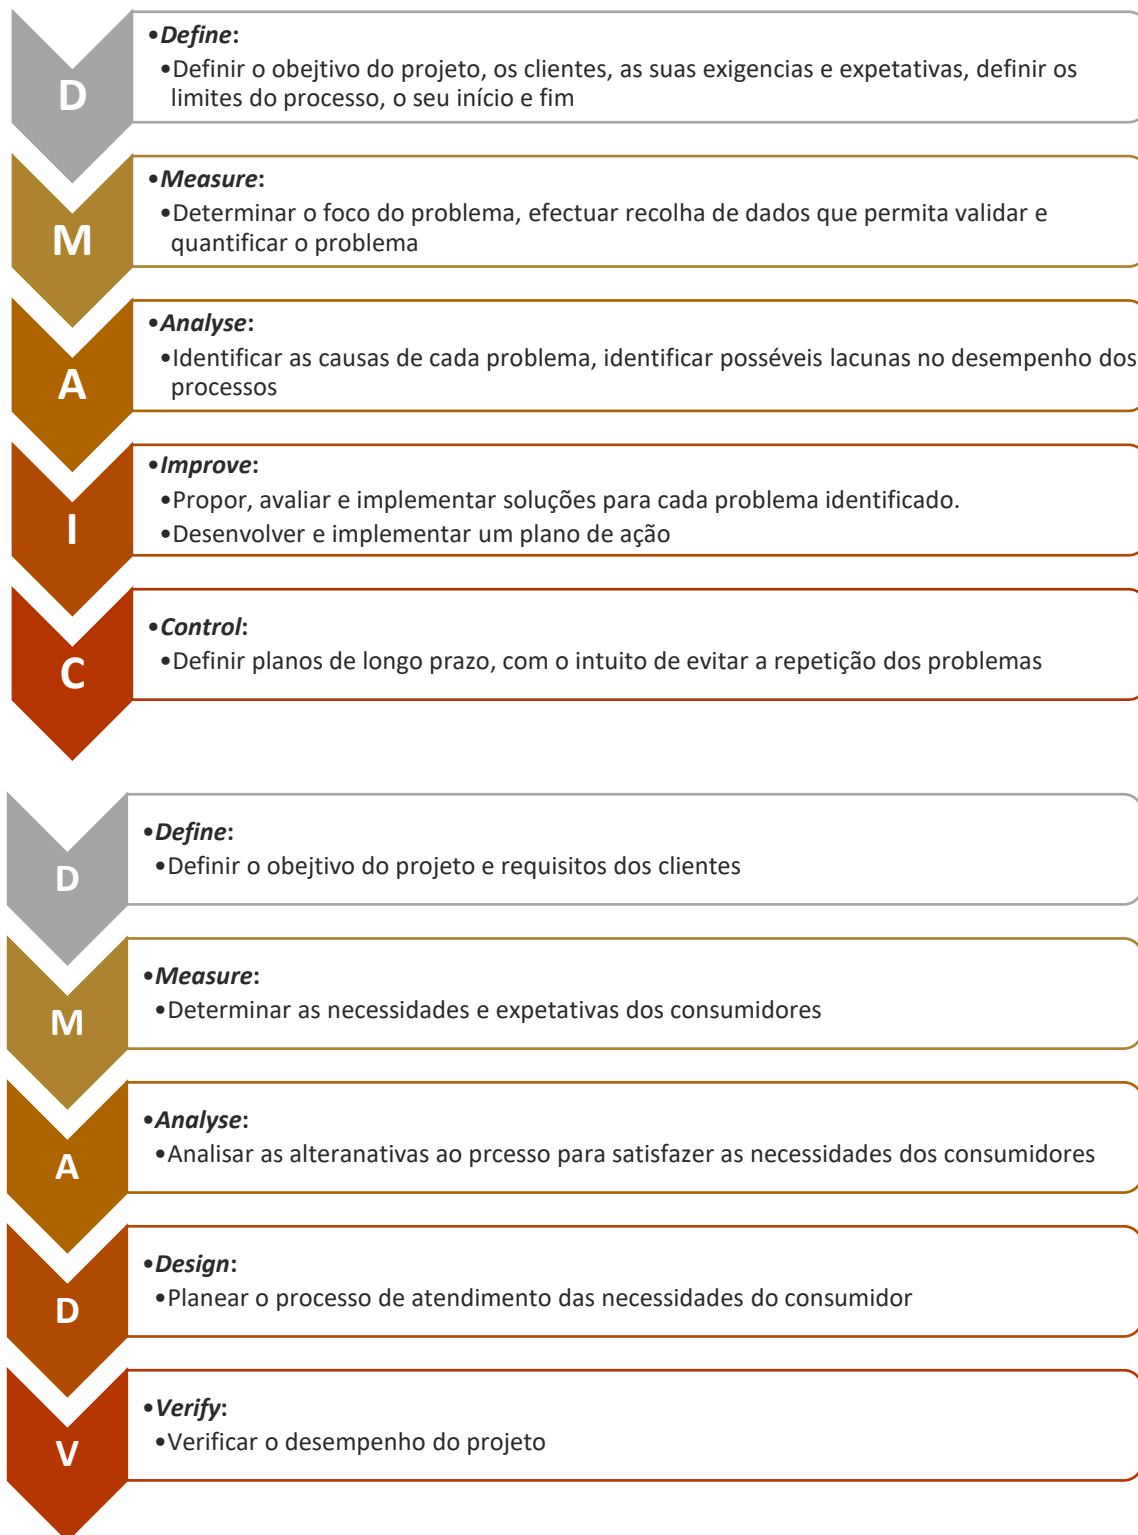 D
•Define:
•Definir o obejtivo do projeto, os clientes, as suas exigencias e expetativas, definir os
limites do processo, o seu início e fim
M
•Measure:
•Determinar o foco do problema, efectuar recolha de dados que permita validar e
quantificar o problema
A
•Analyse:
•Identificar as causas de cada problema, identificar posséveis lacunas no desempenho dos
processos
I
•Improve:
•Propor, avaliar e implementar soluções para cada problema identificado.
•Desenvolver e implementar um plano de ação
C
•Control:
•Definir planos de longo prazo, com o intuito de evitar a repetição dos problemas
D
•Define:
•Definir o obejtivo do projeto e requisitos dos clientes
M
•Measure:
•Determinar as necessidades e expetativas dos consumidores
A
•Analyse:
•Analisar as alteranativas ao prcesso para satisfazer as necessidades dos consumidores
D
•Design:
•Planear o processo de atendimento das necessidades do consumidor
V
•Verify:
•Verificar o desempenho do projeto